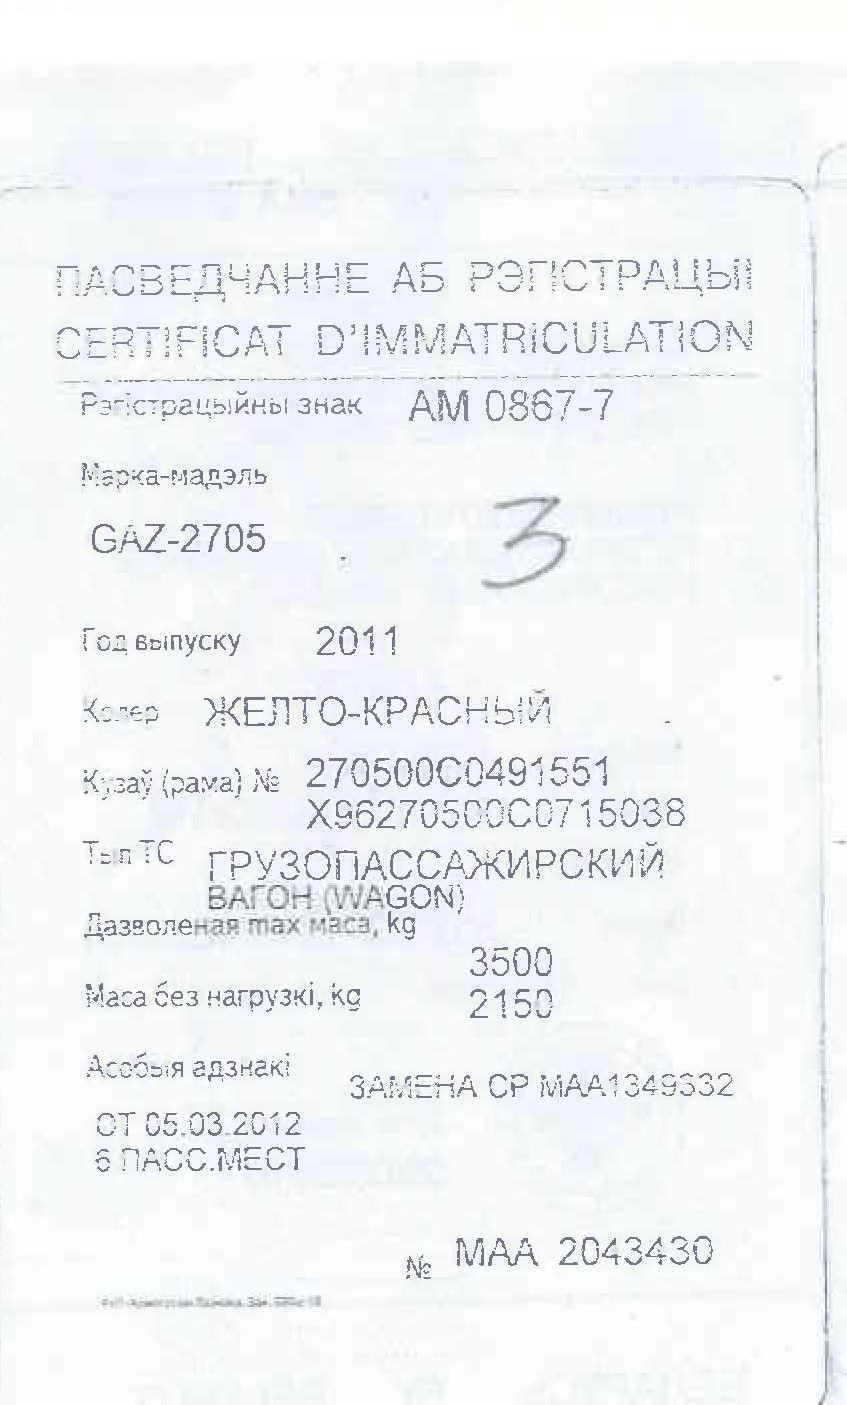 ПАСВЕДЧАННЕ АБ РЭГІСТРАЦЫІ
CERTIFICAT D'IMMATRICULATION
Рэгістрацыйны знак АМ 0867-7
Марка-мадэль
GAZ-2705
3
Год выпуску 2011
Колер ЖЕЛТО-КРАСНЫЙ
Кузаў (рама) № 270500C0491551
X96270500C0715038
Тып ТС ГРУЗОПАССАЖИРСКИЙ
ВАГОН (WAGON)
Дазволеная max маса, kg
3500
Маса без нагрузкі, kg 2150
Асобыя адзнакі ЗАМЕНА СР МАА1349332
ОТ 05.03.2012
6 ПАСС.МЕСТ
№ МАА 2043430